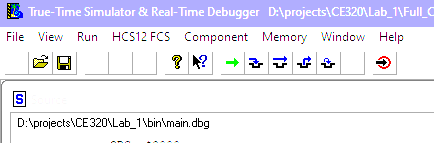 True-Time Simulator & Real-Time Debugger D:\projects\CE320\Lab_1\Full_C
File View Run HCS12 FCS Component Memory Window Help
S
D:\projects\CE320\Lab_1\bin\main.dbg